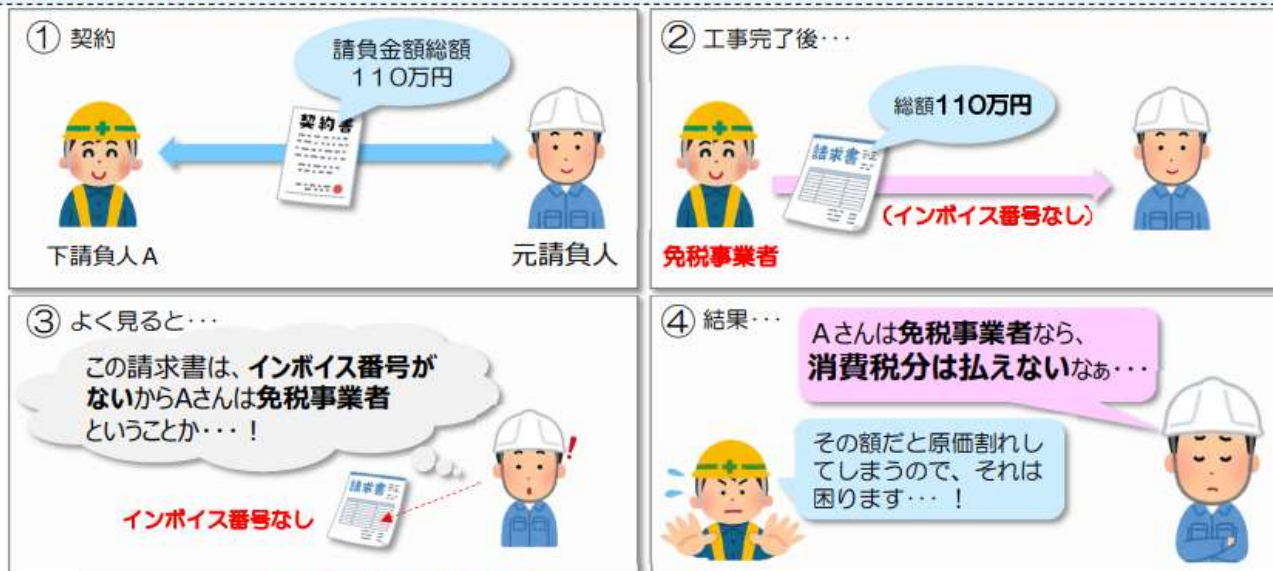 ① 契約
請負金額総額
110万円
契約書
下請負人A
元請負人
② 工事完了後･･･
総額110万円
請求書
（インボイス番号なし）
免税事業者
③ よく見ると･･･
この請求書は、インボイス番号が
ないからAさんは免税事業者
ということか･･･！
請求書
インボイス番号なし
④ 結果･･･
Aさんは免税事業者なら、
消費税分は払えないなぁ･･･
その額だと原価割れし
てしまうので、それは
困ります･･･！